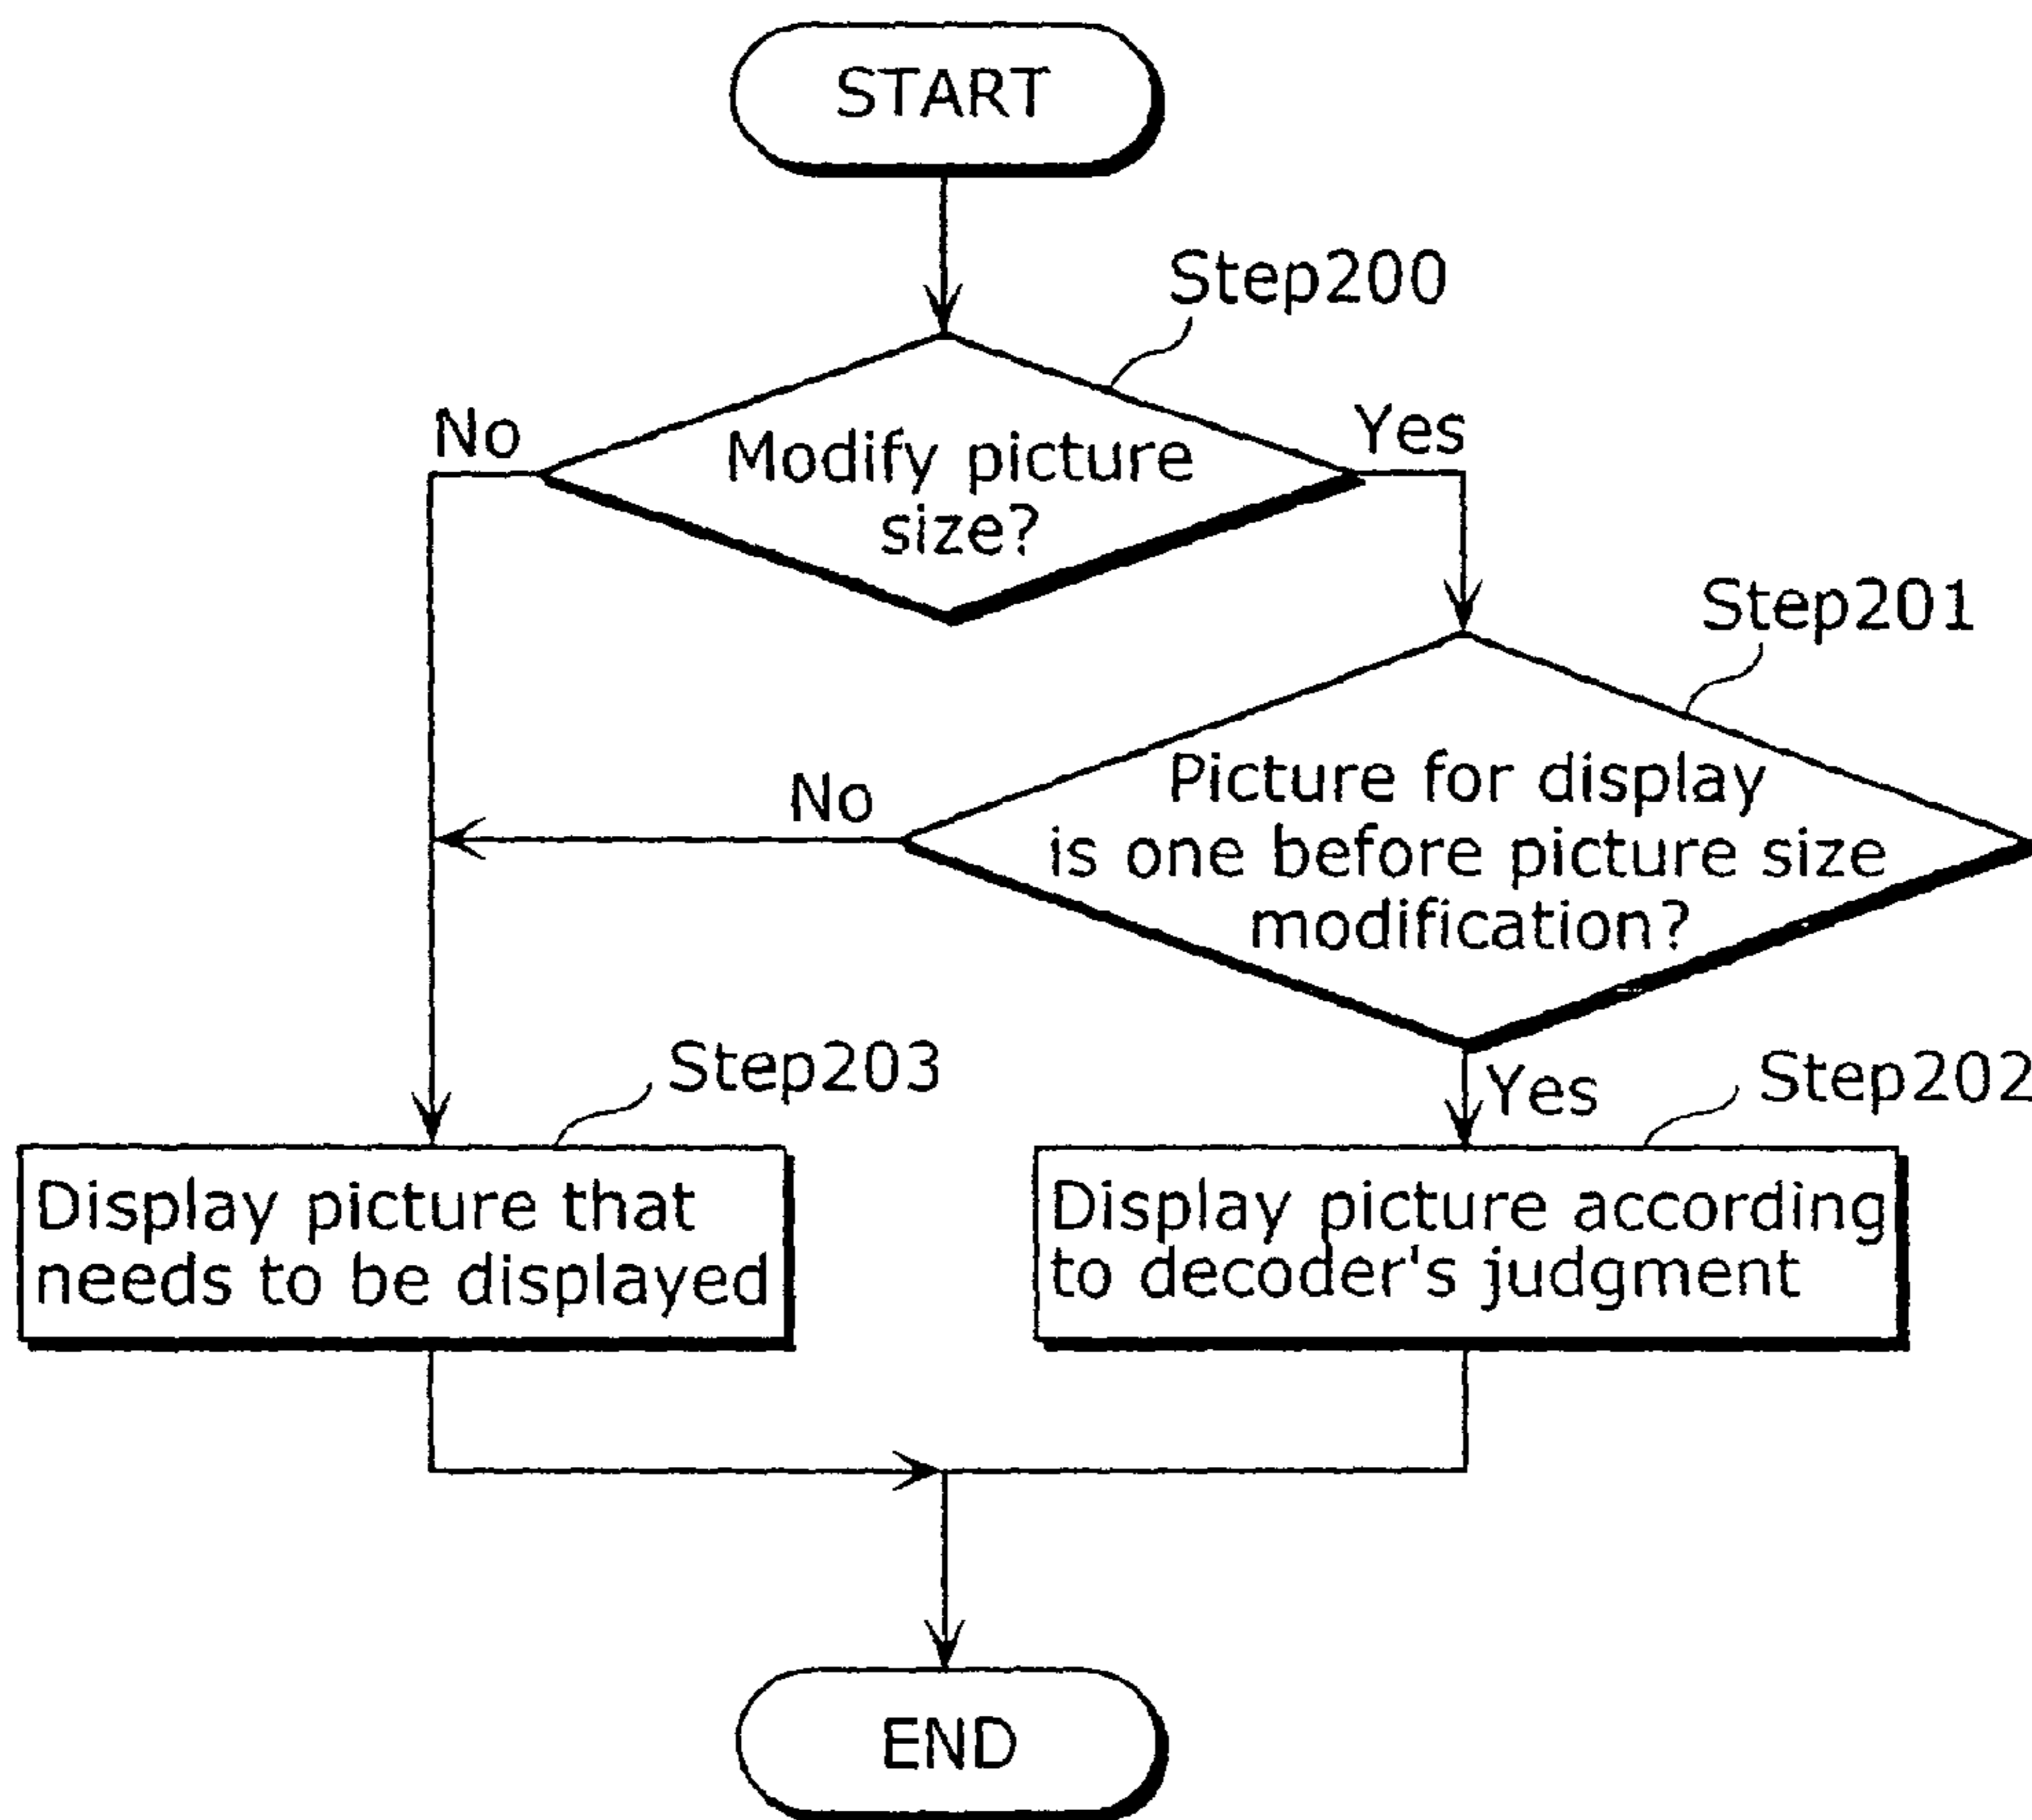 START
Step200
No
Yes
Modify picture
size?
Step201
No
Picture for display
is one before picture size
modification?
Step203
Yes
Step202
Display picture that
needs to be displayed
Display picture according
to decoder's judgment
END